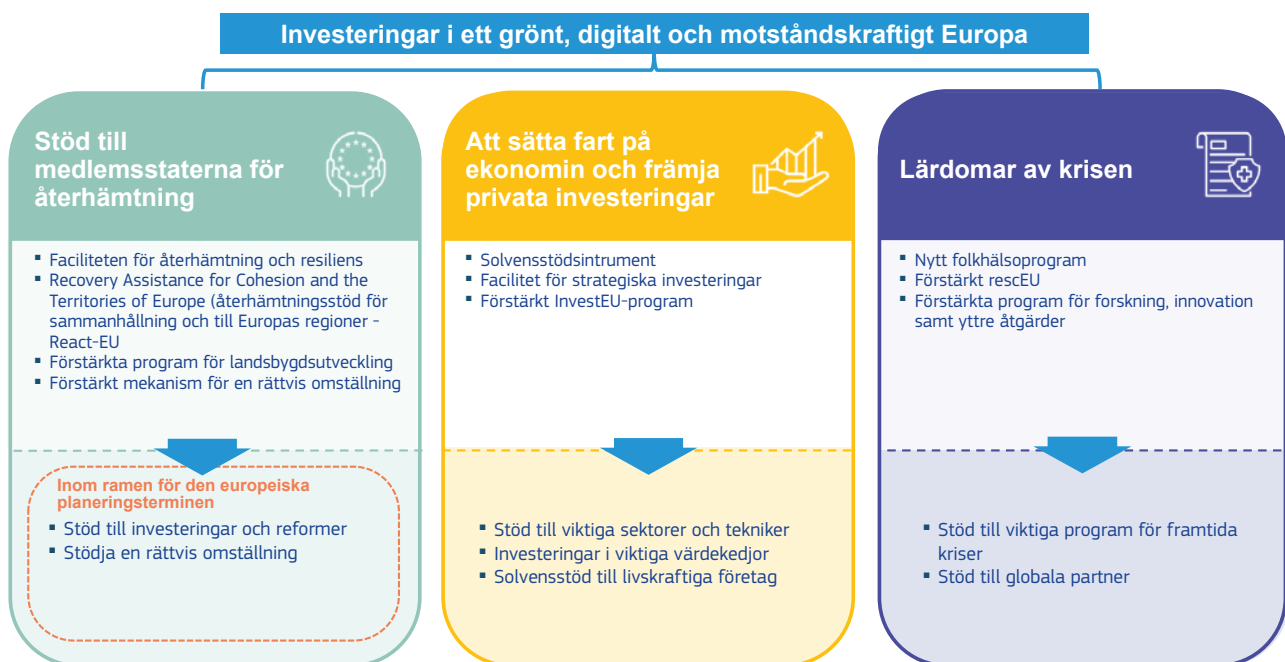 Investeringar i ett grönt, digitalt och motståndskraftigt Europa
Stöd till
medlemsstaterna för
återhämtning
▪ Faciliteten för återhämtning och resiliens
▪ Recovery Assistance for Cohesion and the
Territories of Europe (återhämtningsstöd för
sammanhållning och till Europas regioner -
React-EU
▪ Förstärkta program för landsbygdsutveckling
▪ Förstärkt mekanism för en rättvis omställning
Inom ramen för den europeiska
planeringsterminen
▪ Stöd till investeringar och reformer
▪ Stödja en rättvis omställning
Att sätta fart på
ekonomin och främja
privata investeringar
▪ Solvensstödsintrument
▪ Facilitet för strategiska investeringar
▪ Förstärkt InvestEU-program
▪ Stöd till viktiga sektorer och tekniker
▪ Investeringar i viktiga värdekedjor
▪ Solvensstöd till livskraftiga företag
Lärdomar av krisen
▪ Nytt folkhälsoprogram
▪ Förstärkt rescEU
▪ Förstärkta program för forskning, innovation
samt yttre åtgärder
▪ Stöd till viktiga program för framtida
kriser
▪ Stöd till globala partner